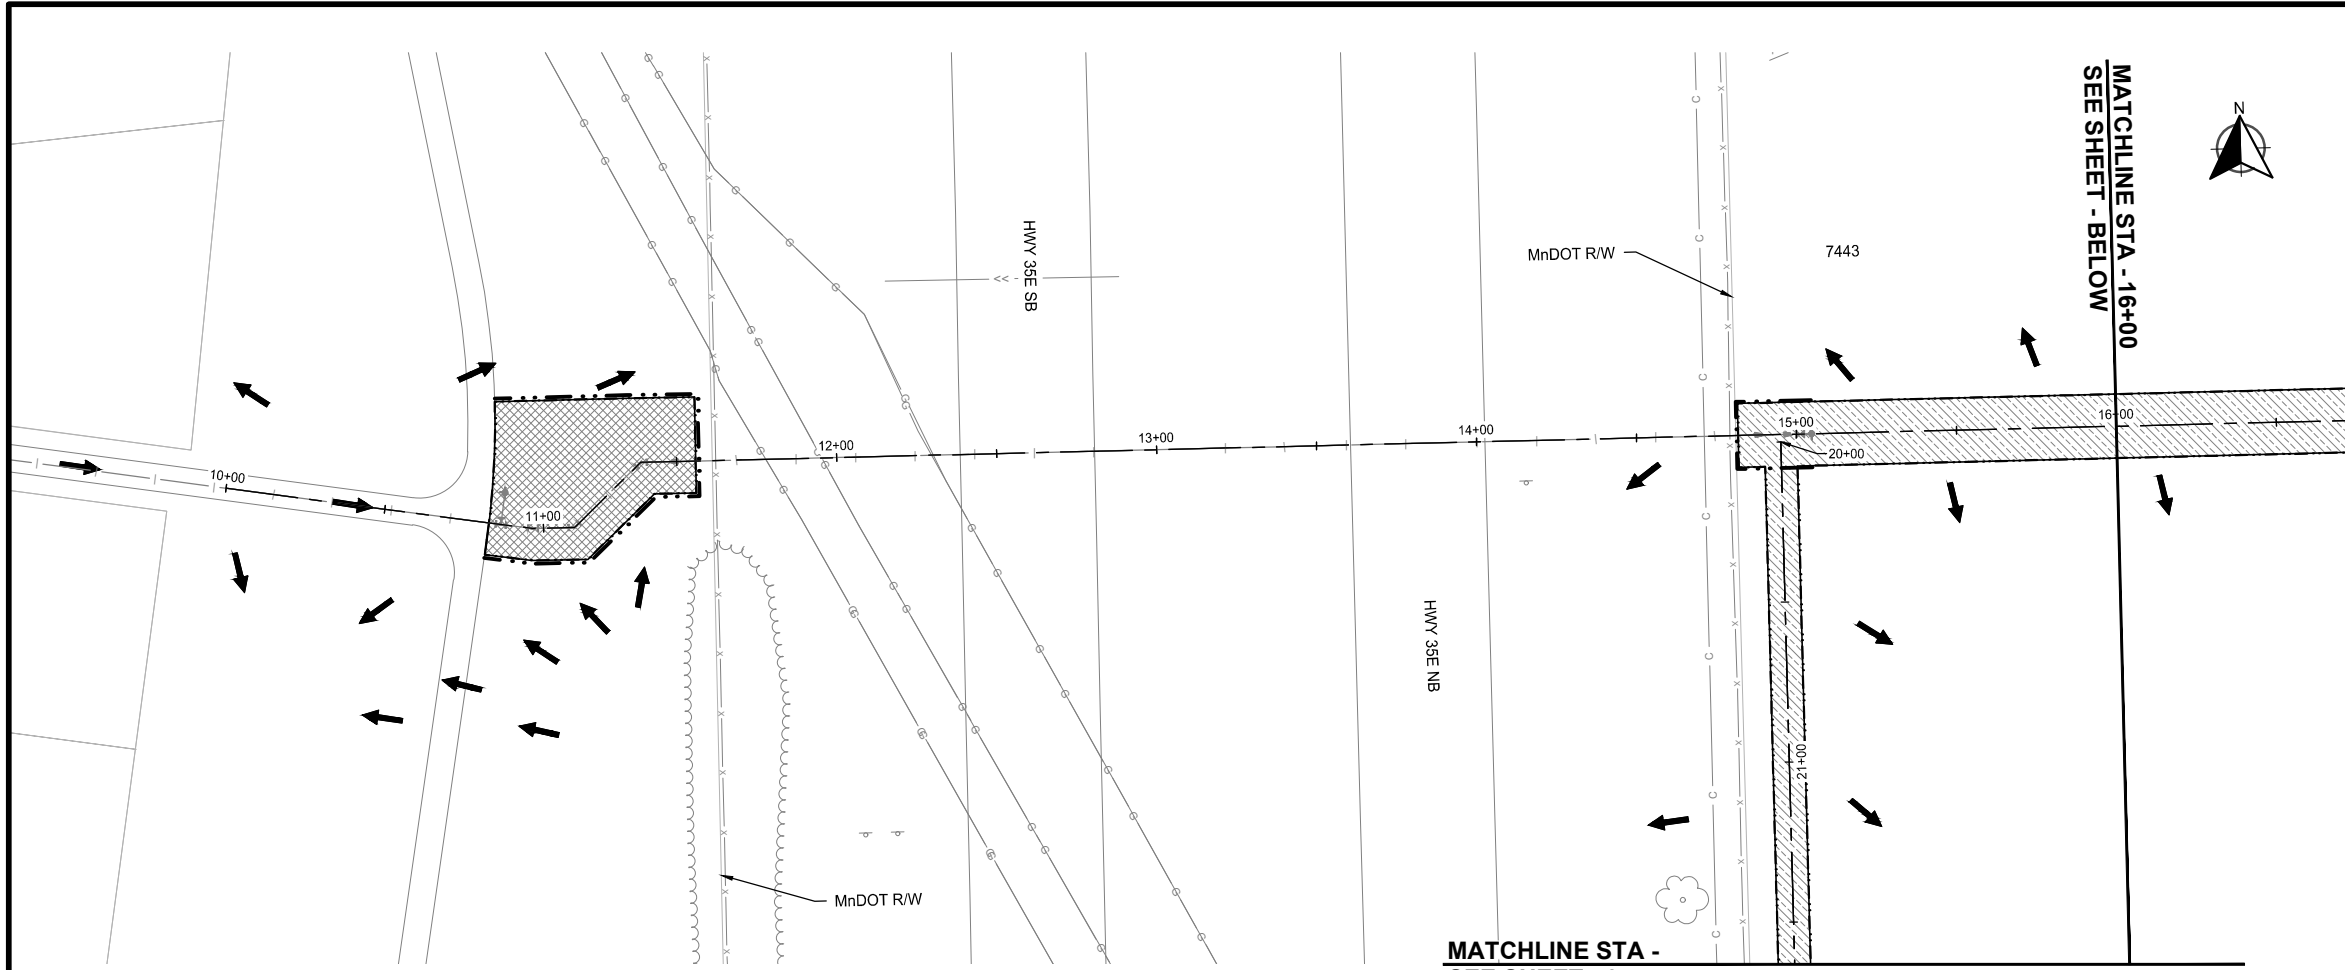 MATCHLINE STA - 16+00
SEE SHEET - BELOW
N
HWY 35E SB
<< -
MnDOT R/W
7443
10+00
11+00
12+00
13+00
14+00
15+00
16+00
20+00
21+00
HWY 35E NB
MnDOT R/W
MATCHLINE STA -